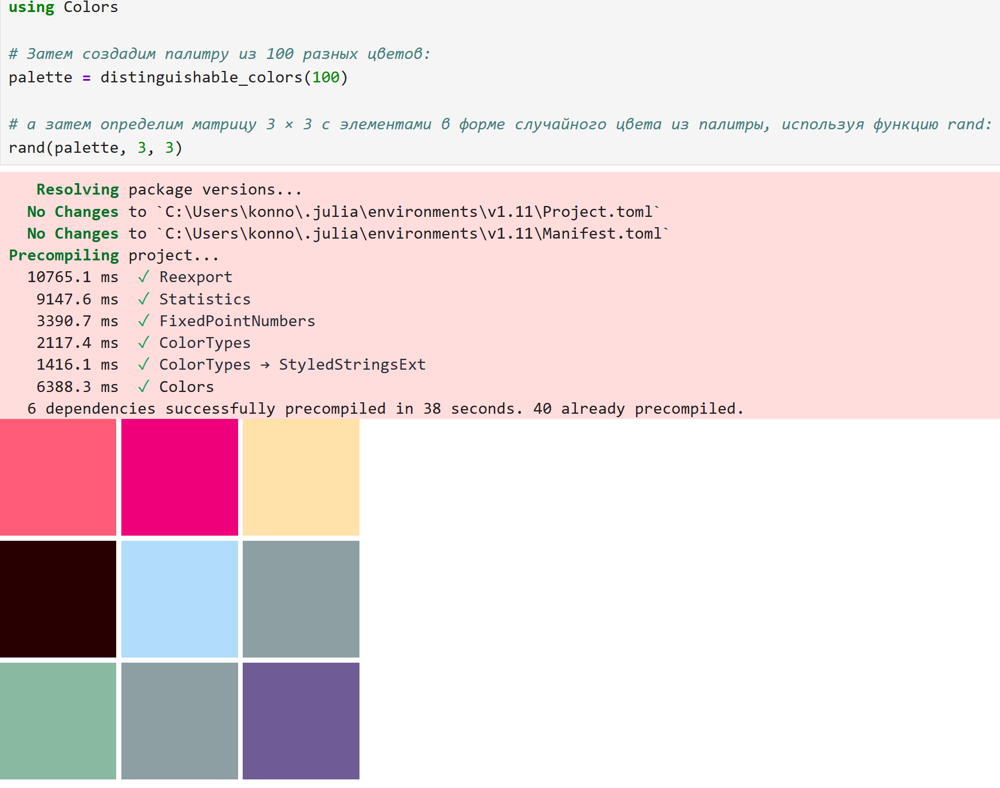 using Colors
# Затем создадим палитру из 100 разных цветов:
palette = distinguishable_colors(100)
# а затем определим матрицу 3 × 3 с элементами в форме случайного цвета из палитры, используя функцию rand:
rand(palette, 3, 3)
Resolving package versions...
No Changes to `C:\Users\konno\.julia\environments\v1.11\Project.toml`
No Changes to `C:\Users\konno\.julia\environments\v1.11\Manifest.toml`
Precompiling project...
10765.1 ms ✓ Reexport
9147.6 ms ✓ Statistics
3390.7 ms ✓ FixedPointNumbers
2117.4 ms ✓ ColorTypes
1416.1 ms ✓ ColorTypes → StyledStringsExt
6388.3 ms ✓ Colors
6 dependencies successfully precompiled in 38 seconds. 40 already precompiled.